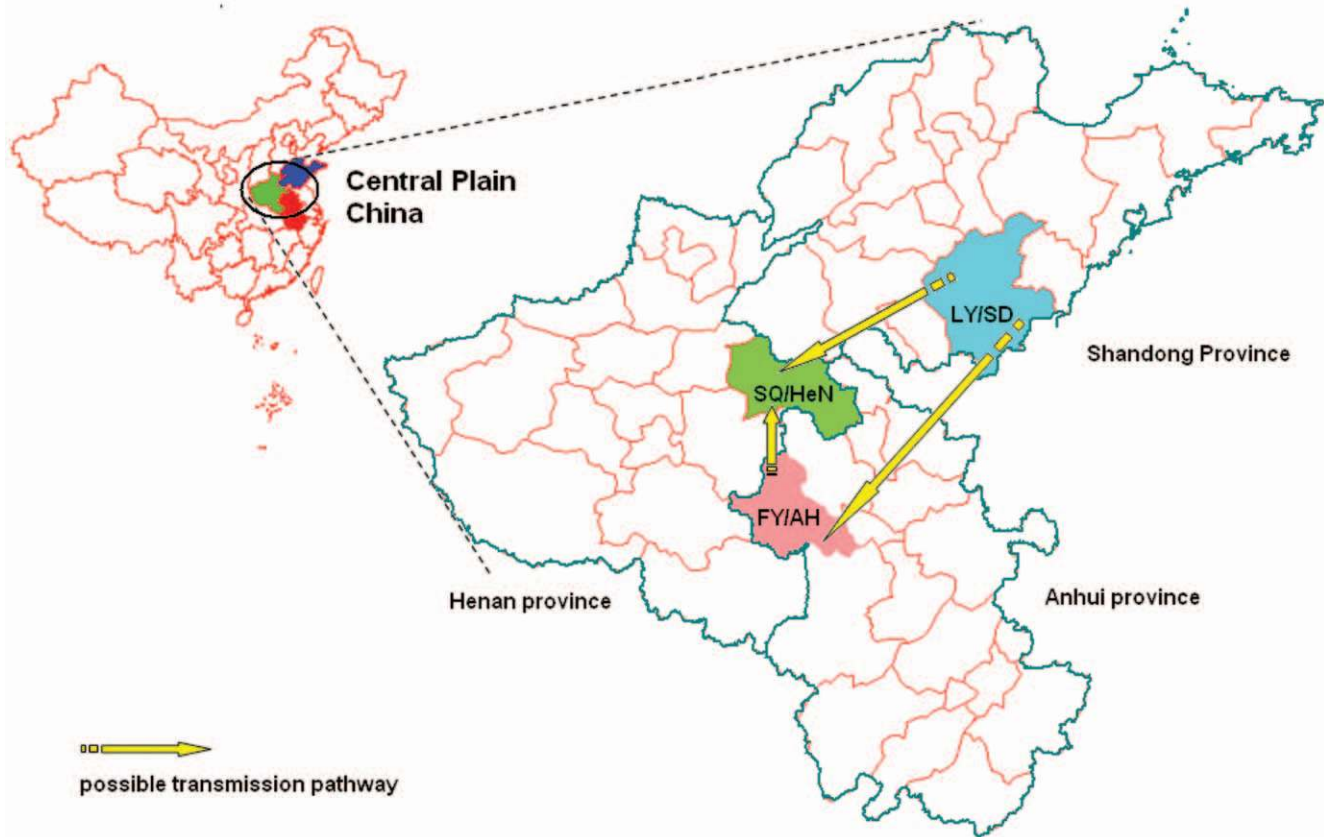 Central Plain
China
LY/SD
Shandong Province
SQ/HeN
FY/AH
Henan province
Anhui province
possible transmission pathway